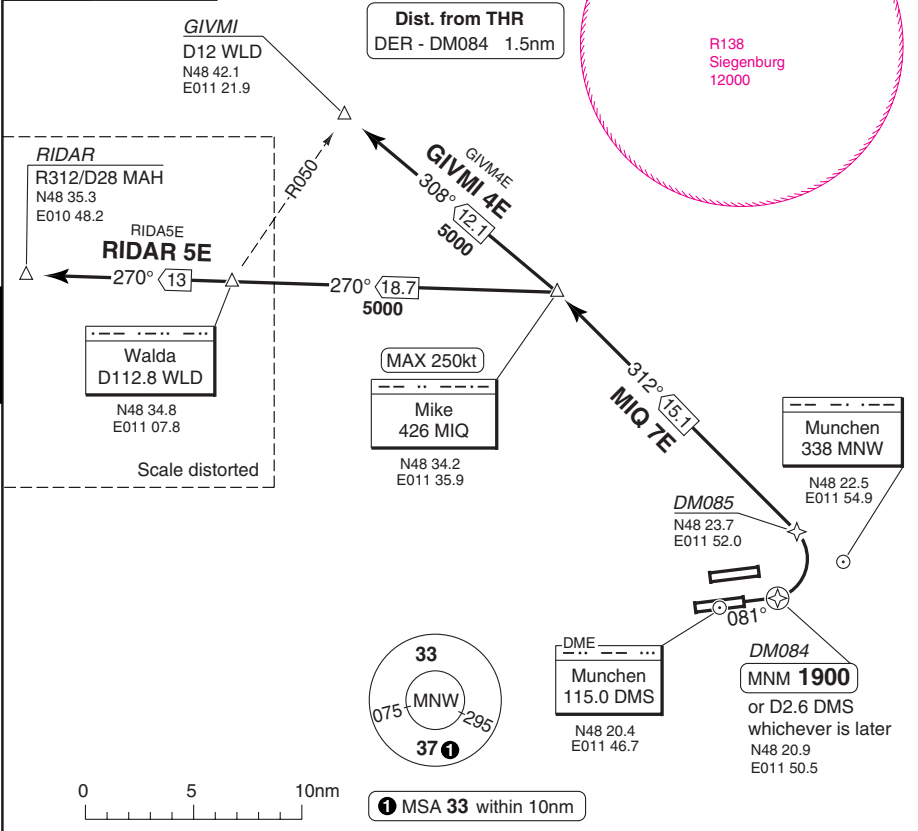 GIVMI
D12 WLD
N48 42.1
E011 21.9
Dist. from THR
DER - DM084 1.5nm
R138
Siegenburg
12000
RIDAR
R312/D28 MAH
N48 35.3
E010 48.2
R050
GIVM4E
GIVMI 4E
308° 12.1
5000
RIDA5E
RIDAR 5E
270° 13
270° 18.7
5000
Walda
D112.8 WLD
N48 34.8
E011 07.8
Scale distorted
MAX 250kt
Mike
426 MIQ
N48 34.2
E011 35.9
312° 15.1
MIQ 7E
Munchen
338 MNW
N48 22.5
E011 54.9
DM085
N48 23.7
E011 52.0
081°
DME
Munchen
115.0 DMS
N48 20.4
E011 46.7
DM084
MNM 1900
or D2.6 DMS
whichever is later
N48 20.9
E011 50.5
33
075 MNW 295
37 1
0 5 10nm
1 MSA 33 within 10nm